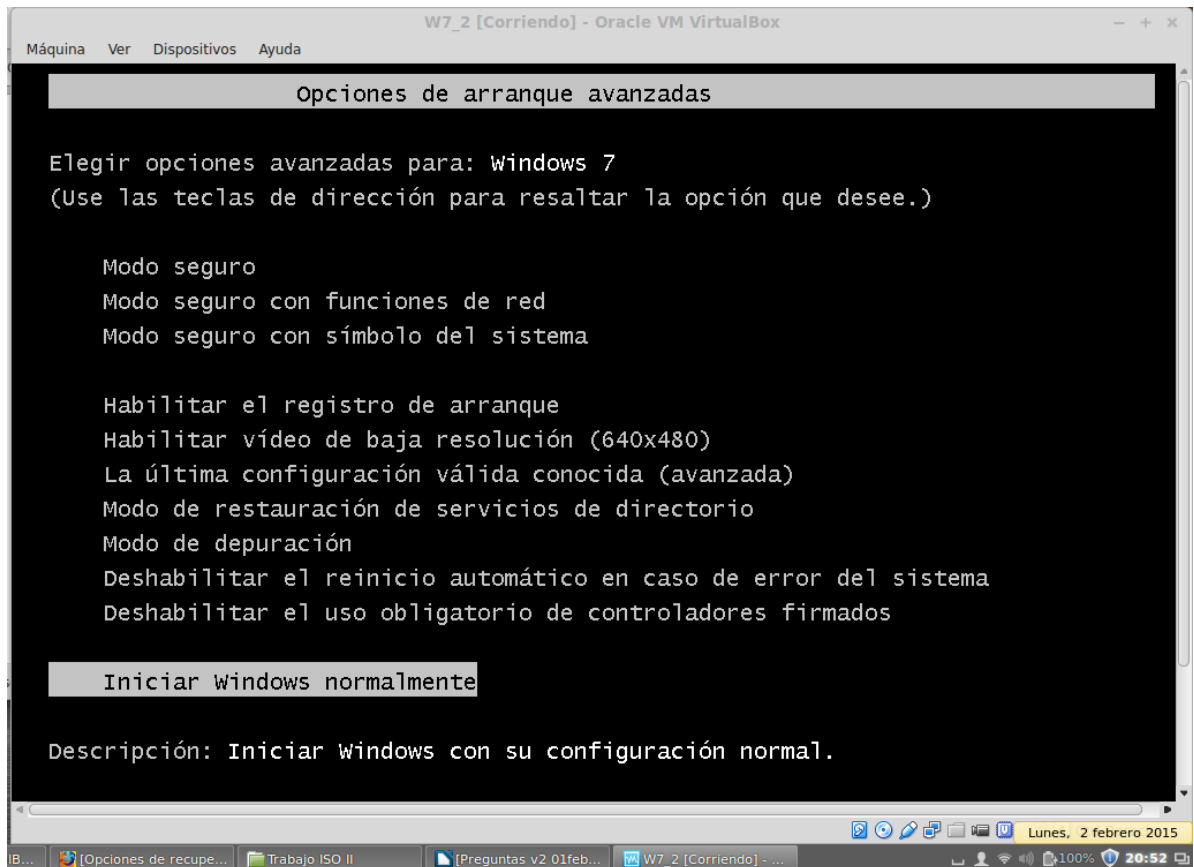 W7_2 [Corriendo] - Oracle VM VirtualBox
Máquina Ver Dispositivos Ayuda
Opciones de arranque avanzadas
Elegir opciones avanzadas para: Windows 7
(Use las teclas de dirección para resaltar la opción que desee.)
Modo seguro
Modo seguro con funciones de red
Modo seguro con símbolo del sistema
Habilitar el registro de arranque
Habilitar vídeo de baja resolución (640x480)
La última configuración válida conocida (avanzada)
Modo de restauración de servicios de directorio
Modo de depuración
Deshabilitar el reinicio automático en caso de error del sistema
Deshabilitar el uso obligatorio de controladores firmados
Iniciar Windows normalmente
Descripción: Iniciar Windows con su configuración normal.
Lunes, 2 febrero 2015
IB... [Opciones de recupe... Trabajo ISO II [Preguntas v2 01feb... W7_2 [Corriendo] - ... 100% 20:52